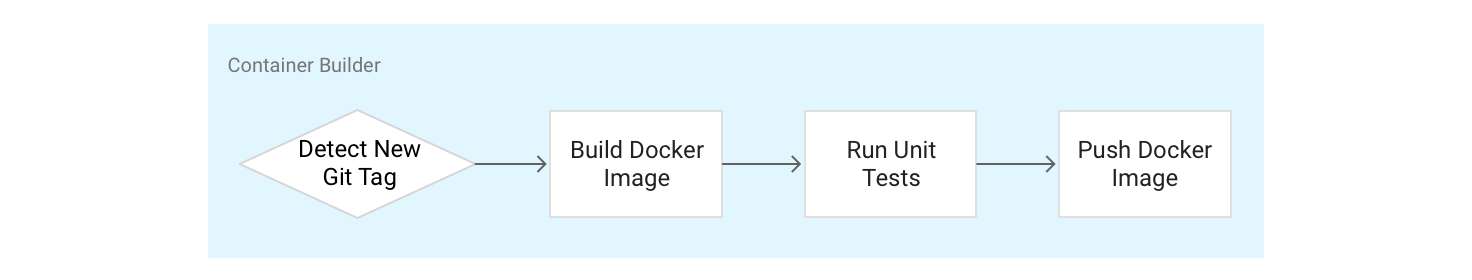 Container Builder
Detect New
Git Tag
Build Docker
Image
Run Unit
Tests
Push Docker
Image